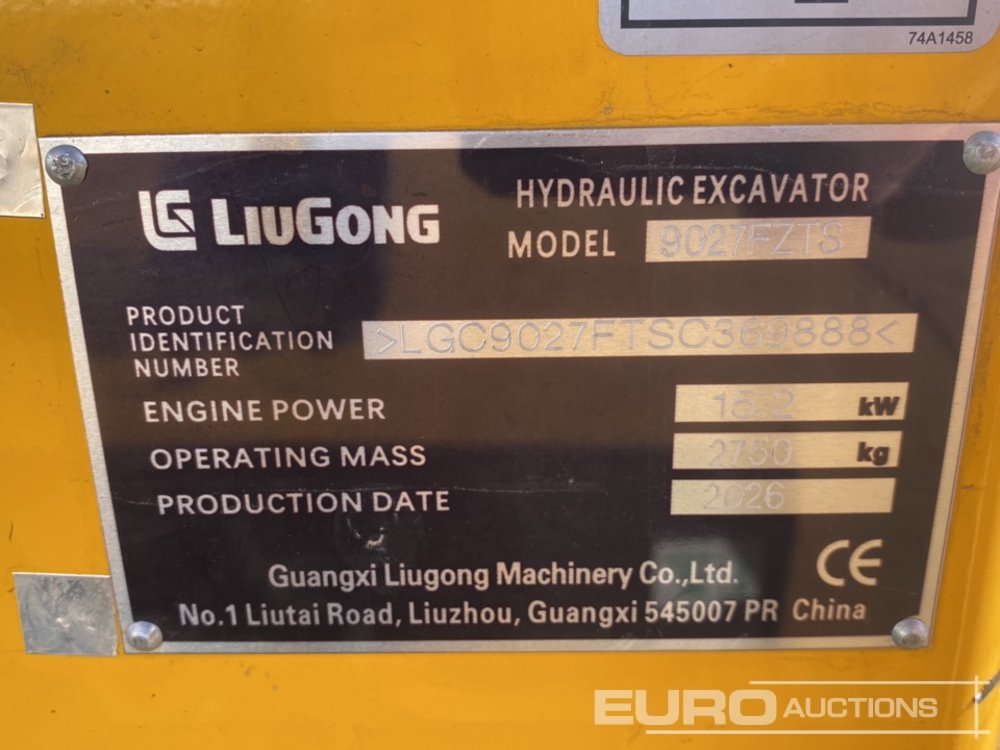 74A1458
LG LIUGONG
HYDRAULIC EXCAVATOR
MODEL 9027FZTS
PRODUCT
IDENTIFICATION
NUMBER
>LGC9027FTSC369888<
ENGINE POWER 15.2 kW
OPERATING MASS 2750 kg
PRODUCTION DATE 2026
Guangxi Liugong Machinery Co.,Ltd.
CE
No.1 Liutai Road, Liuzhou, Guangxi 545007 PR China
EURO AUCTIONS